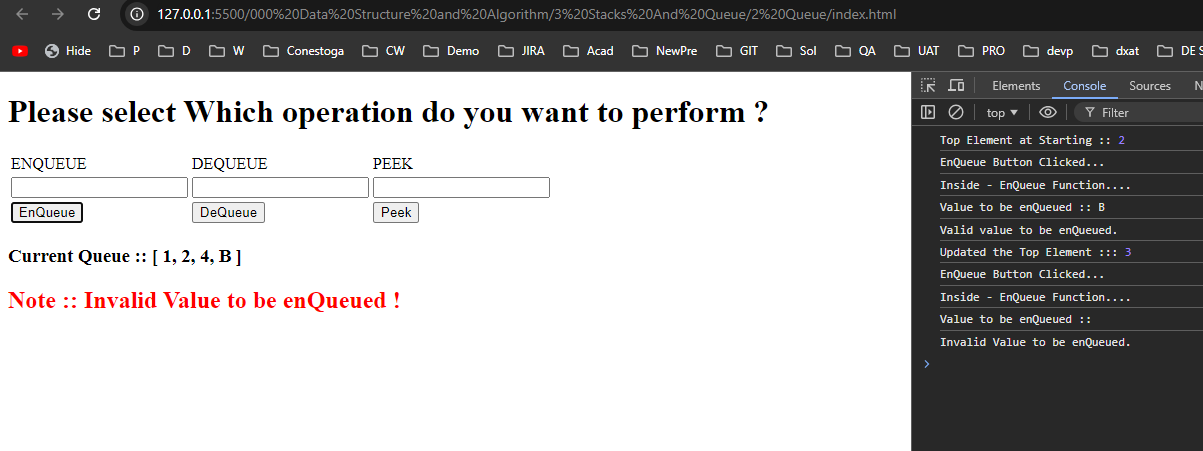 127.0.0.1:5500/000%20Data%20Structure%20and%20Algorithm/3%20Stacks%20And%20Queue/2%20Queue/index.html
Hide P D W Conestoga CW Demo JIRA Acad NewPre GIT Sol QA UAT PRO devp dxat DE S
Please select Which operation do you want to perform ?
ENQUEUE DEQUEUE PEEK
EnQueue DeQueue Peek
Current Queue :: [ 1, 2, 4, B ]
Note :: Invalid Value to be enQueued !
Elements Console Sources N
top Filter
Top Element at Starting :: 2
EnQueue Button Clicked...
Inside - EnQueue Function....
Value to be enQueued :: B
Valid value to be enQueued.
Updated the Top Element ::: 3
EnQueue Button Clicked...
Inside - EnQueue Function....
Value to be enQueued ::
Invalid Value to be enQueued.